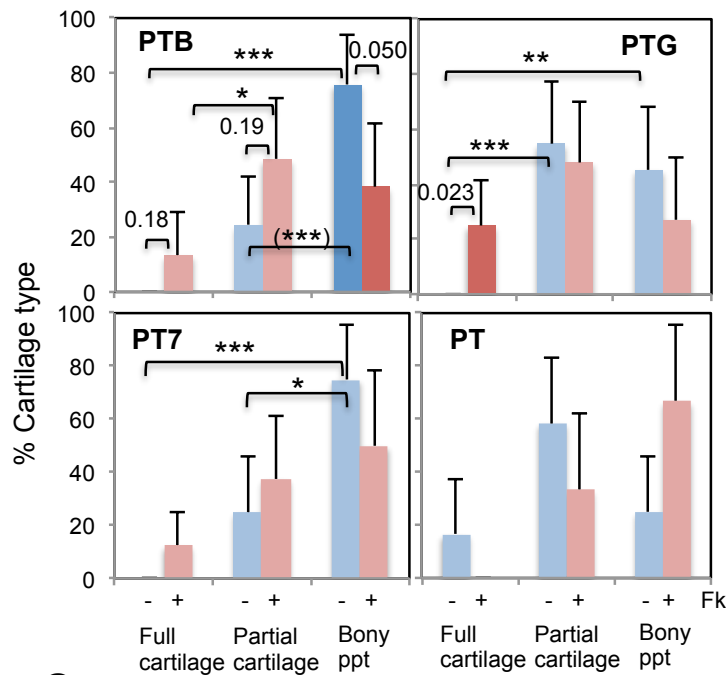 % Cartilage type
100
80
60
40
20
0
PTB
***
0.050
*
0.19
0.18
(***)
PTG
**
***
0.023
100
80
60
40
20
0
PT7
***
*
PT
- + - + - + - + - + - + Fk
Full cartilage
Partial cartilage
Bony ppt
Full cartilage
Partial cartilage
Bony ppt